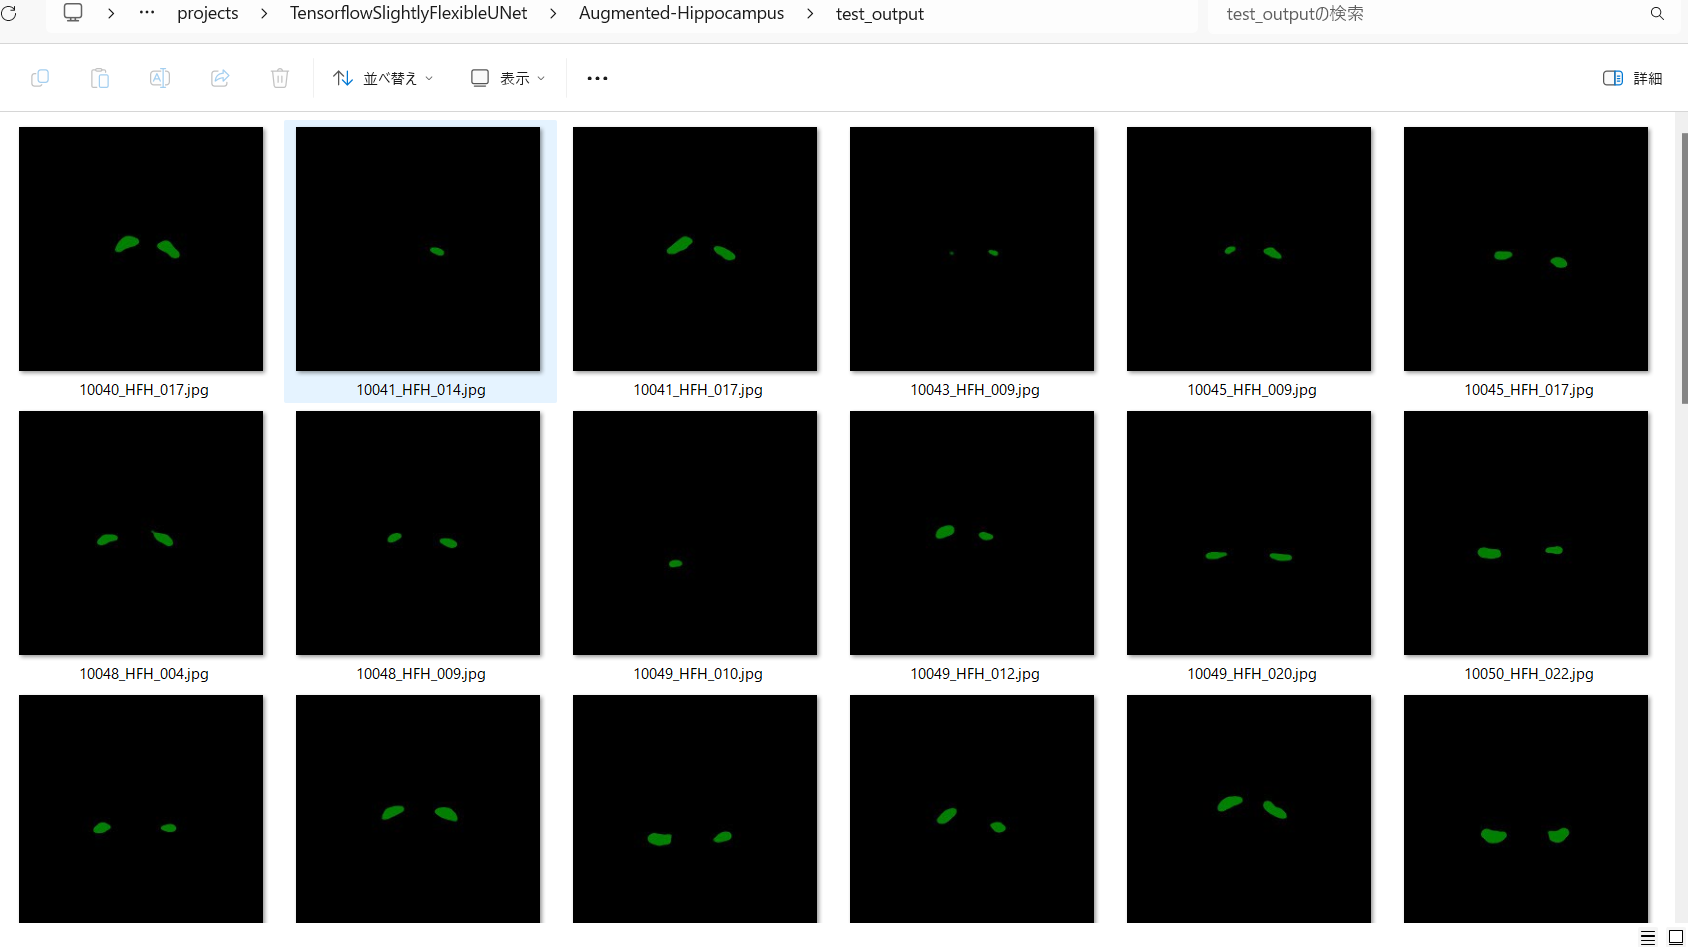 projects > TensorflowSlightlyFlexibleUNet > Augmented-Hippocampus > test_output
test_outputの検索
並べ替え
表示
詳細
10040_HFH_017.jpg
10041_HFH_014.jpg
10041_HFH_017.jpg
10043_HFH_009.jpg
10045_HFH_009.jpg
10045_HFH_017.jpg
10048_HFH_004.jpg
10048_HFH_009.jpg
10049_HFH_010.jpg
10049_HFH_012.jpg
10049_HFH_020.jpg
10050_HFH_022.jpg